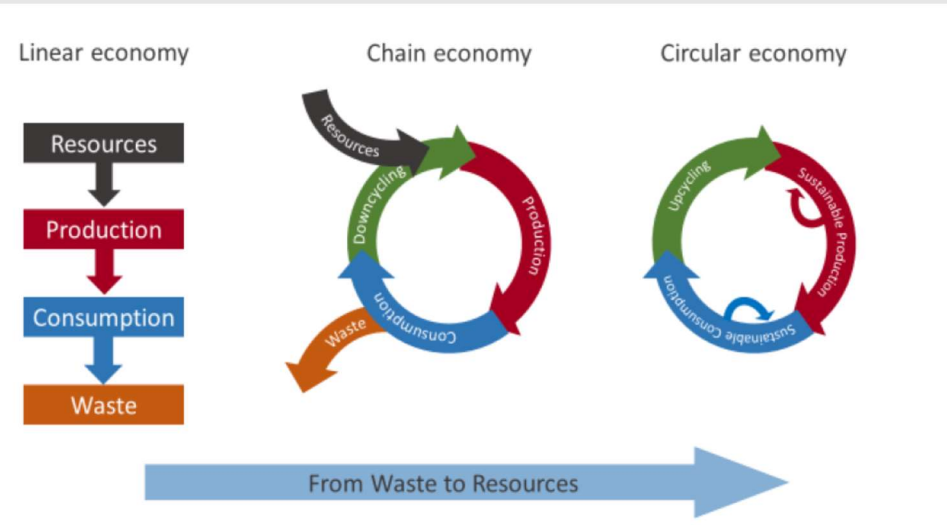 Linear economy
Chain economy
Circular economy
Resources
Production
Consumption
Waste
Resources
Downcycling
Production
Consumption
Waste
Upcycling
Sustainable Production
Sustainable Consumption
From Waste to Resources